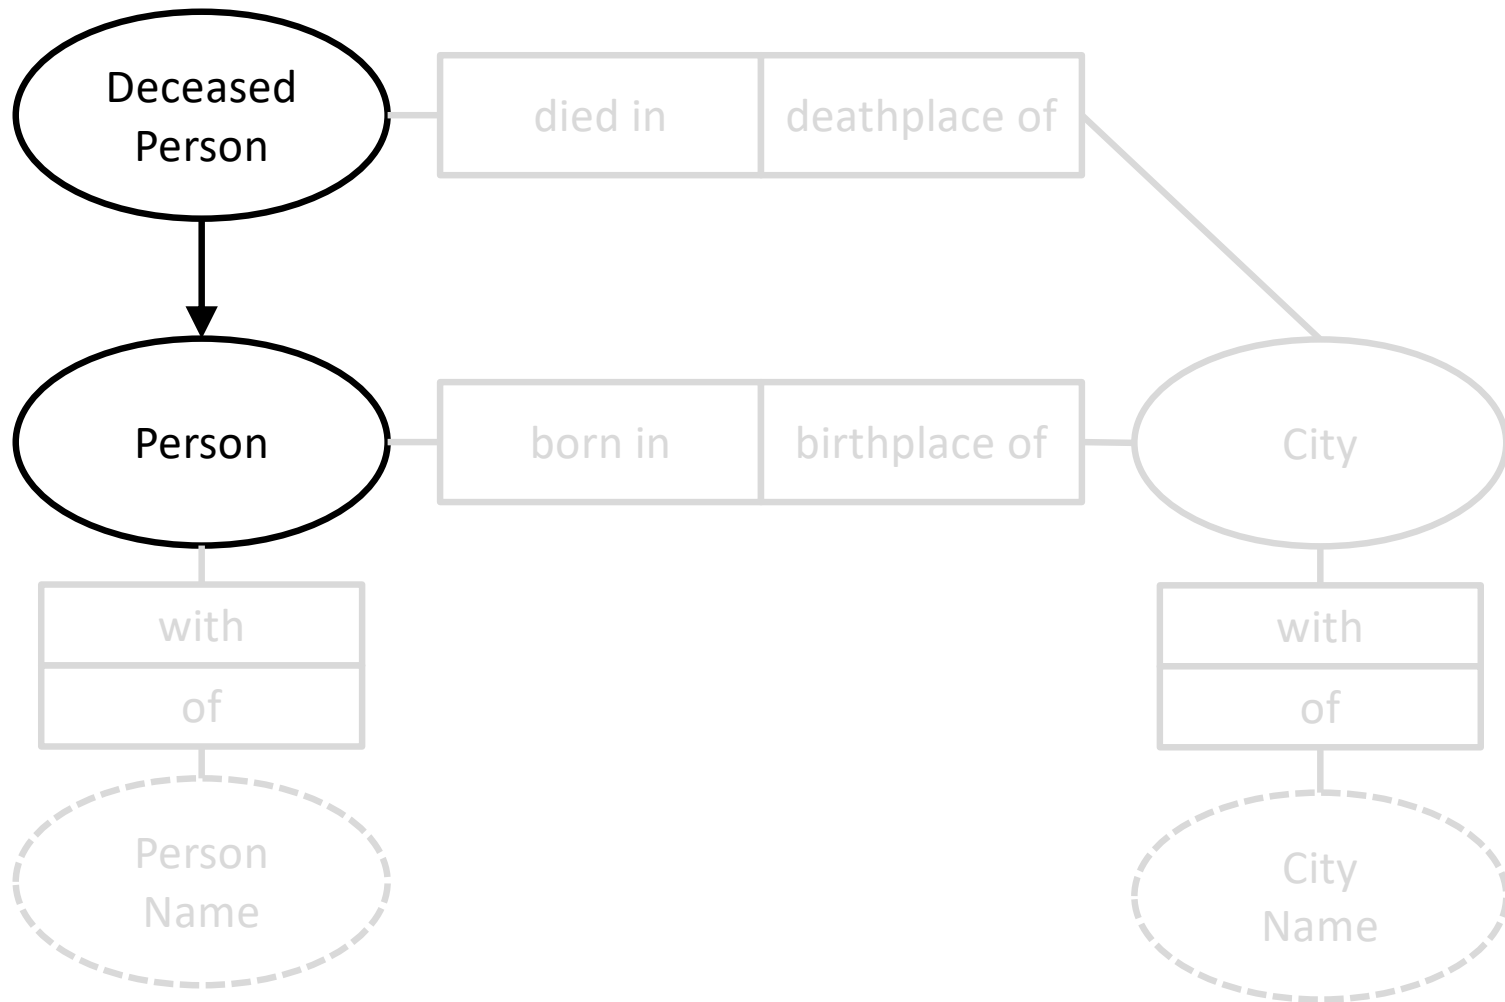 Deceased
Person
died in
deathplace of
Person
born in
birthplace of
City
with
of
with
of
Person
Name
City
Name